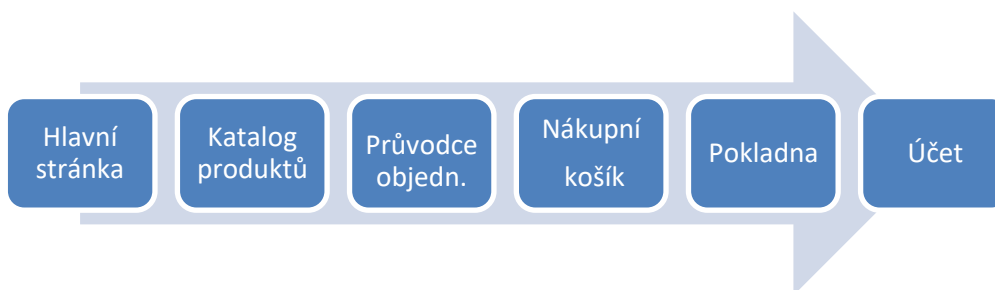 Hlavní
stránka
Katalog
produktů
Průvodce
objedn.
Nákupní
košík
Pokladna
Účet